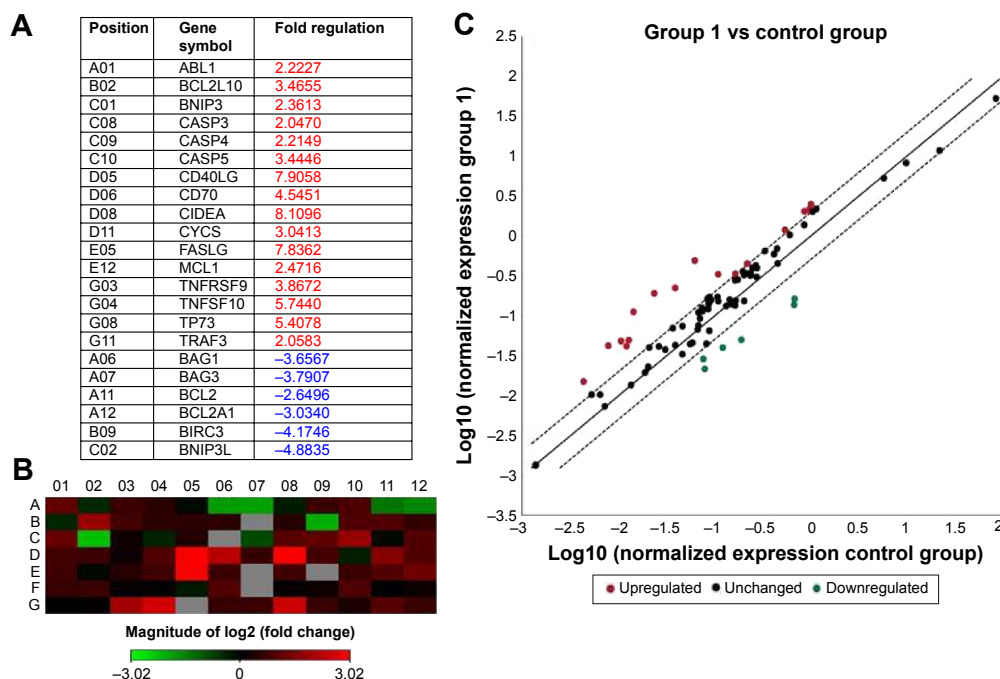 A
Position Gene symbol Fold regulation
A01 ABL1 2.2227
B02 BCL2L10 3.4655
C01 BNIP3 2.3613
C08 CASP3 2.0470
C09 CASP4 2.2149
C10 CASP5 3.4446
D05 CD40LG 7.9058
D06 CD70 4.5451
D08 CIDEA 8.1096
D11 CYCS 3.0413
E05 FASLG 7.8362
E12 MCL1 2.4716
G03 TNFRSF9 3.8672
G04 TNFSF10 5.7440
G08 TP73 5.4078
G11 TRAF3 2.0583
A06 BAG1 –3.6567
A07 BAG3 –3.7907
A11 BCL2 –2.6496
A12 BCL2A1 –3.0340
B09 BIRC3 –4.1746
C02 BNIP3L –4.8835
B
01 02 03 04 05 06 07 08 09 10 11 12
A
B
C
D
E
F
G
Magnitude of log2 (fold change)
–3.02 0 3.02
C
Group 1 vs control group
Log10 (normalized expression group 1)
2.5
2
1.5
1
0.5
0
–0.5
–1
–1.5
–2
–2.5
–3
–3.5
–3 –2.5 –2 –1.5 –1 –0.5 0 0.5 1 1.5 2
Log10 (normalized expression control group)
Upregulated Unchanged Downregulated